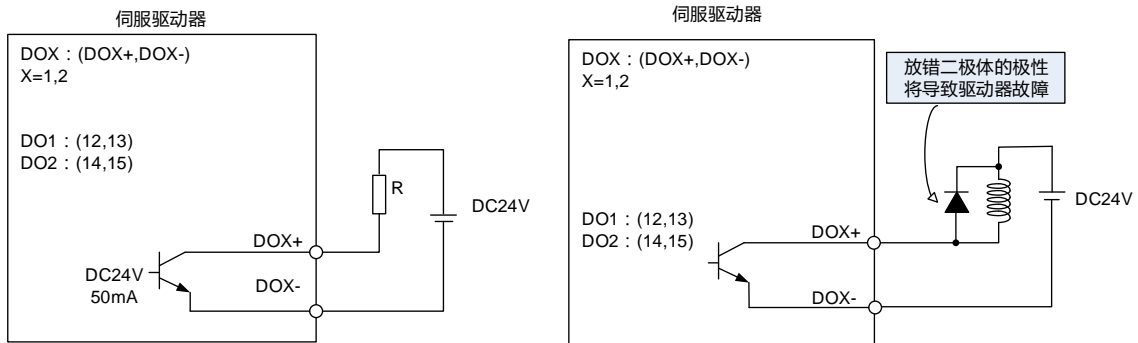 伺服驱动器
DOX：(DOX+,DOX-)
X=1,2
DO1：(12,13)
DO2：(14,15)
R
DC24V
DOX+
DC24V
50mA
DOX-
伺服驱动器
DOX：(DOX+,DOX-)
X=1,2
放错二极体的极性
将导致驱动器故障
DC24V
DO1：(12,13)
DO2：(14,15)
DOX+
DOX-